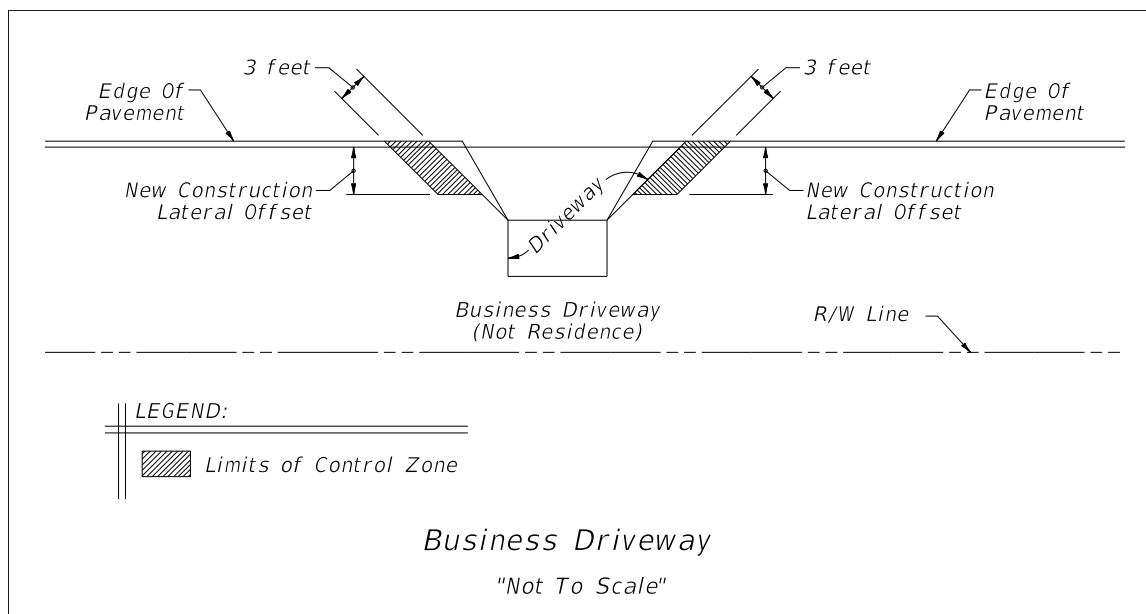 3 feet
3 feet
Edge Of
Pavement
Edge Of
Pavement
New Construction
Lateral Offset
Driveway
New Construction
Lateral Offset
Business Driveway
(Not Residence)
R/W Line
LEGEND:
Limits of Control Zone
Business Driveway
"Not To Scale"